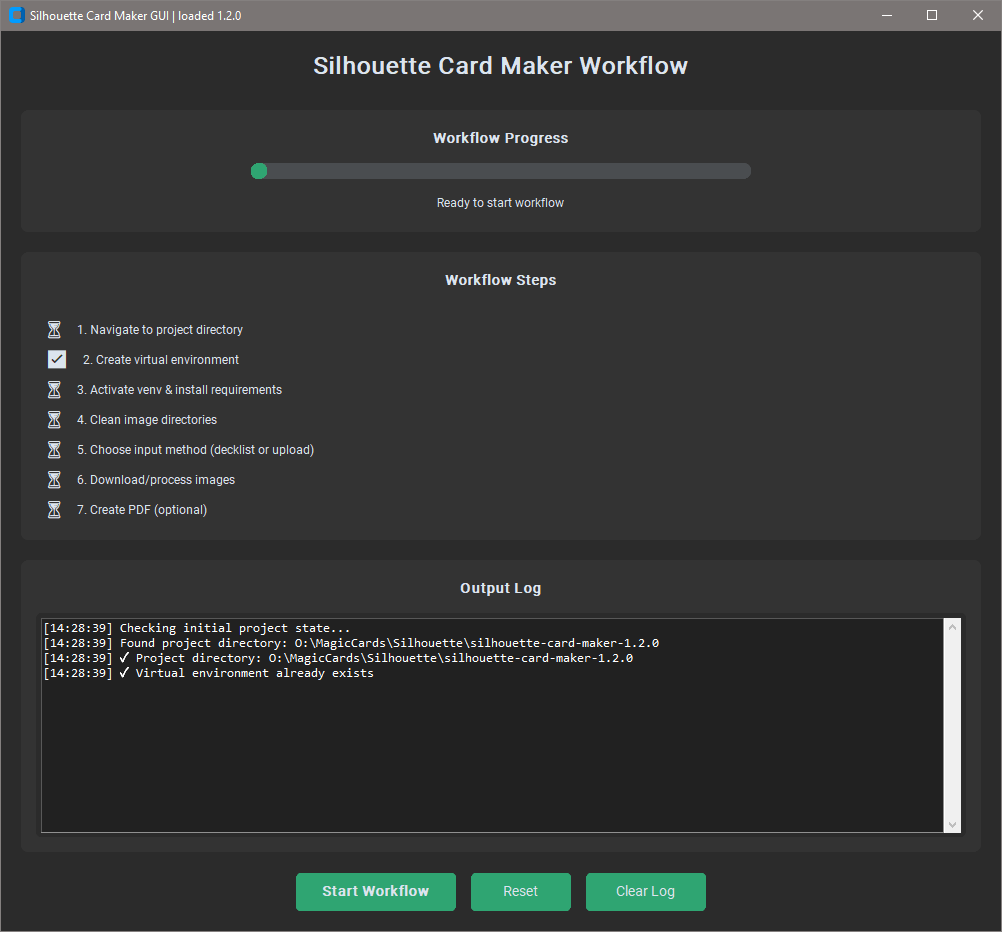 Silhouette Card Maker GUI | loaded 1.2.0
Silhouette Card Maker Workflow
Workflow Progress
Ready to start workflow
Workflow Steps
1. Navigate to project directory
2. Create virtual environment
3. Activate venv & install requirements
4. Clean image directories
5. Choose input method (decklist or upload)
6. Download/process images
7. Create PDF (optional)
Output Log
[14:28:39] Checking initial project state...
[14:28:39] Found project directory: O:\MagicCards\Silhouette\silhouette-card-maker-1.2.0
[14:28:39] ✓ Project directory: O:\MagicCards\Silhouette\silhouette-card-maker-1.2.0
[14:28:39] ✓ Virtual environment already exists
Start Workflow
Reset
Clear Log